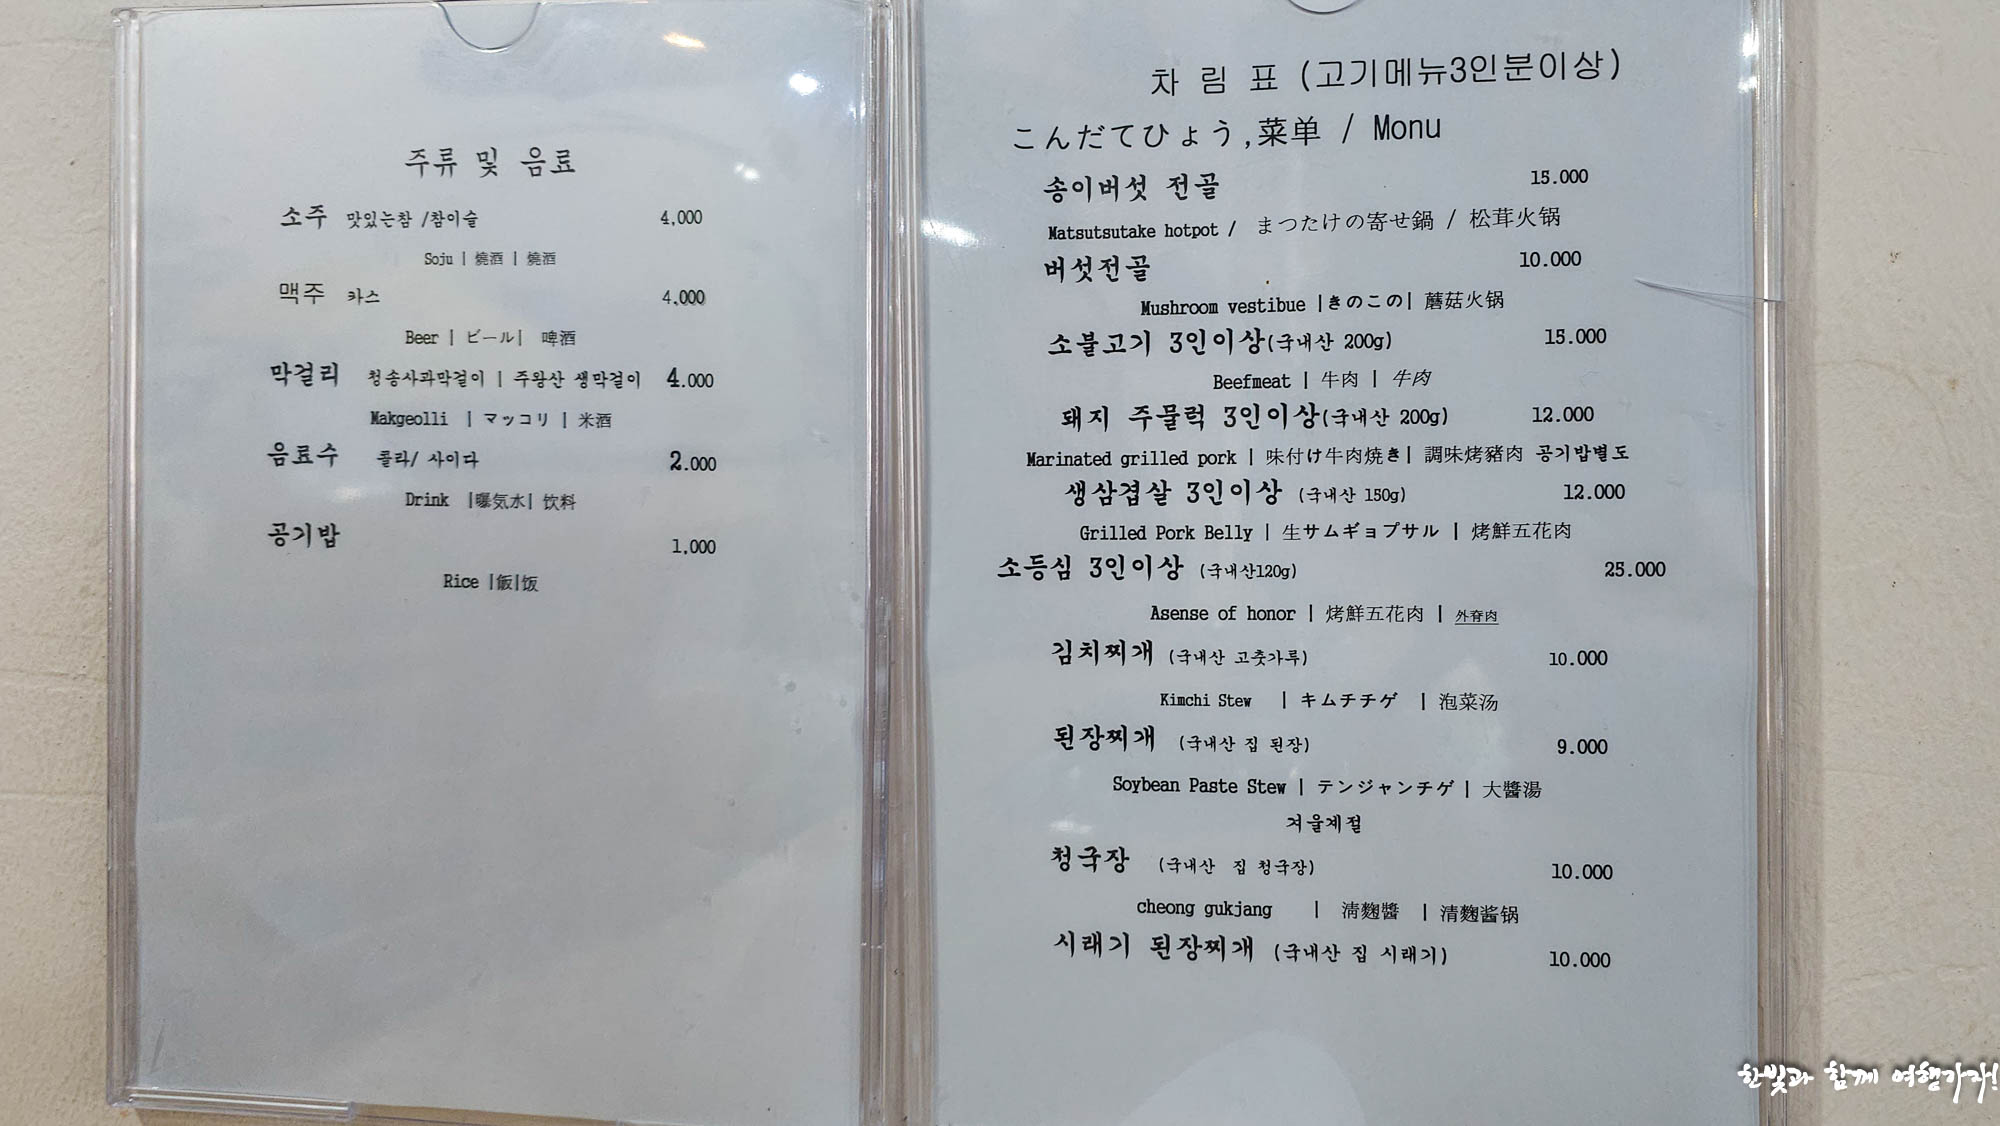 주류 및 음료
소주 맛있는참 /참이슬 4,000
Soju | 燒酒 | 燒酒
맥주 카스 4,000
Beer | ビール| 啤酒
막걸리 청송사과막걸이 | 주왕산 생막걸이 4.000
Makgeolli | マッコリ | 米酒
음료수 콜라/ 사이다 2.000
Drink |曝気水| 饮料
공기밥 1,000
Rice |飯|饭
차 림 표 (고기메뉴3인분이상)
こんだてひょう,菜单 / Monu
송이버섯 전골 15.000
Matsutsutake hotpot / まつたけの寄せ鍋 / 松茸火锅
버섯전골 10.000
Mushroom vestibue |きのこの| 蘑菇火锅
소불고기 3인이상(국내산 200g) 15.000
Beefmeat | 牛肉 | 牛肉
돼지 주물럭 3인이상(국내산 200g) 12.000
Marinated grilled pork | 味付け牛肉焼き| 調味烤豬肉 공기밥별도
생삼겹살 3인이상 (국내산 150g) 12.000
Grilled Pork Belly | 生サムギョプサル | 烤鮮五花肉
소등심 3인이상 (국내산120g) 25.000
Asense of honor | 烤鮮五花肉 | 外脊肉
김치찌개 (국내산 고춧가루) 10.000
Kimchi Stew | キムチチゲ | 泡菜汤
된장찌개 (국내산 집 된장) 9.000
Soybean Paste Stew | テンジャンチゲ | 大醬湯
겨울계절
청국장 (국내산 집 청국장) 10.000
cheong gukjang | 淸麴醬 | 清麴酱锅
시래기 된장찌개 (국내산 집 시래기) 10.000
한빛과 함께 여행가자!